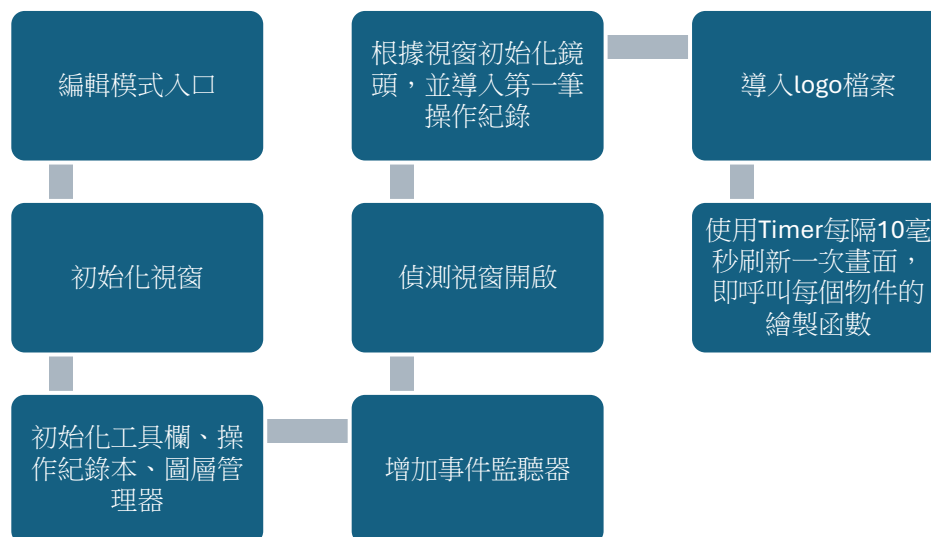 編輯模式入口
初始化視窗
初始化工具欄、操
作紀錄本、圖層管
理器
增加事件監聽器
偵測視窗開啟
根據視窗初始化鏡
頭，並導入第一筆
操作紀錄
導入logo檔案
使用Timer每隔10毫
秒刷新一次畫面，
即呼叫每個物件的
繪製函數